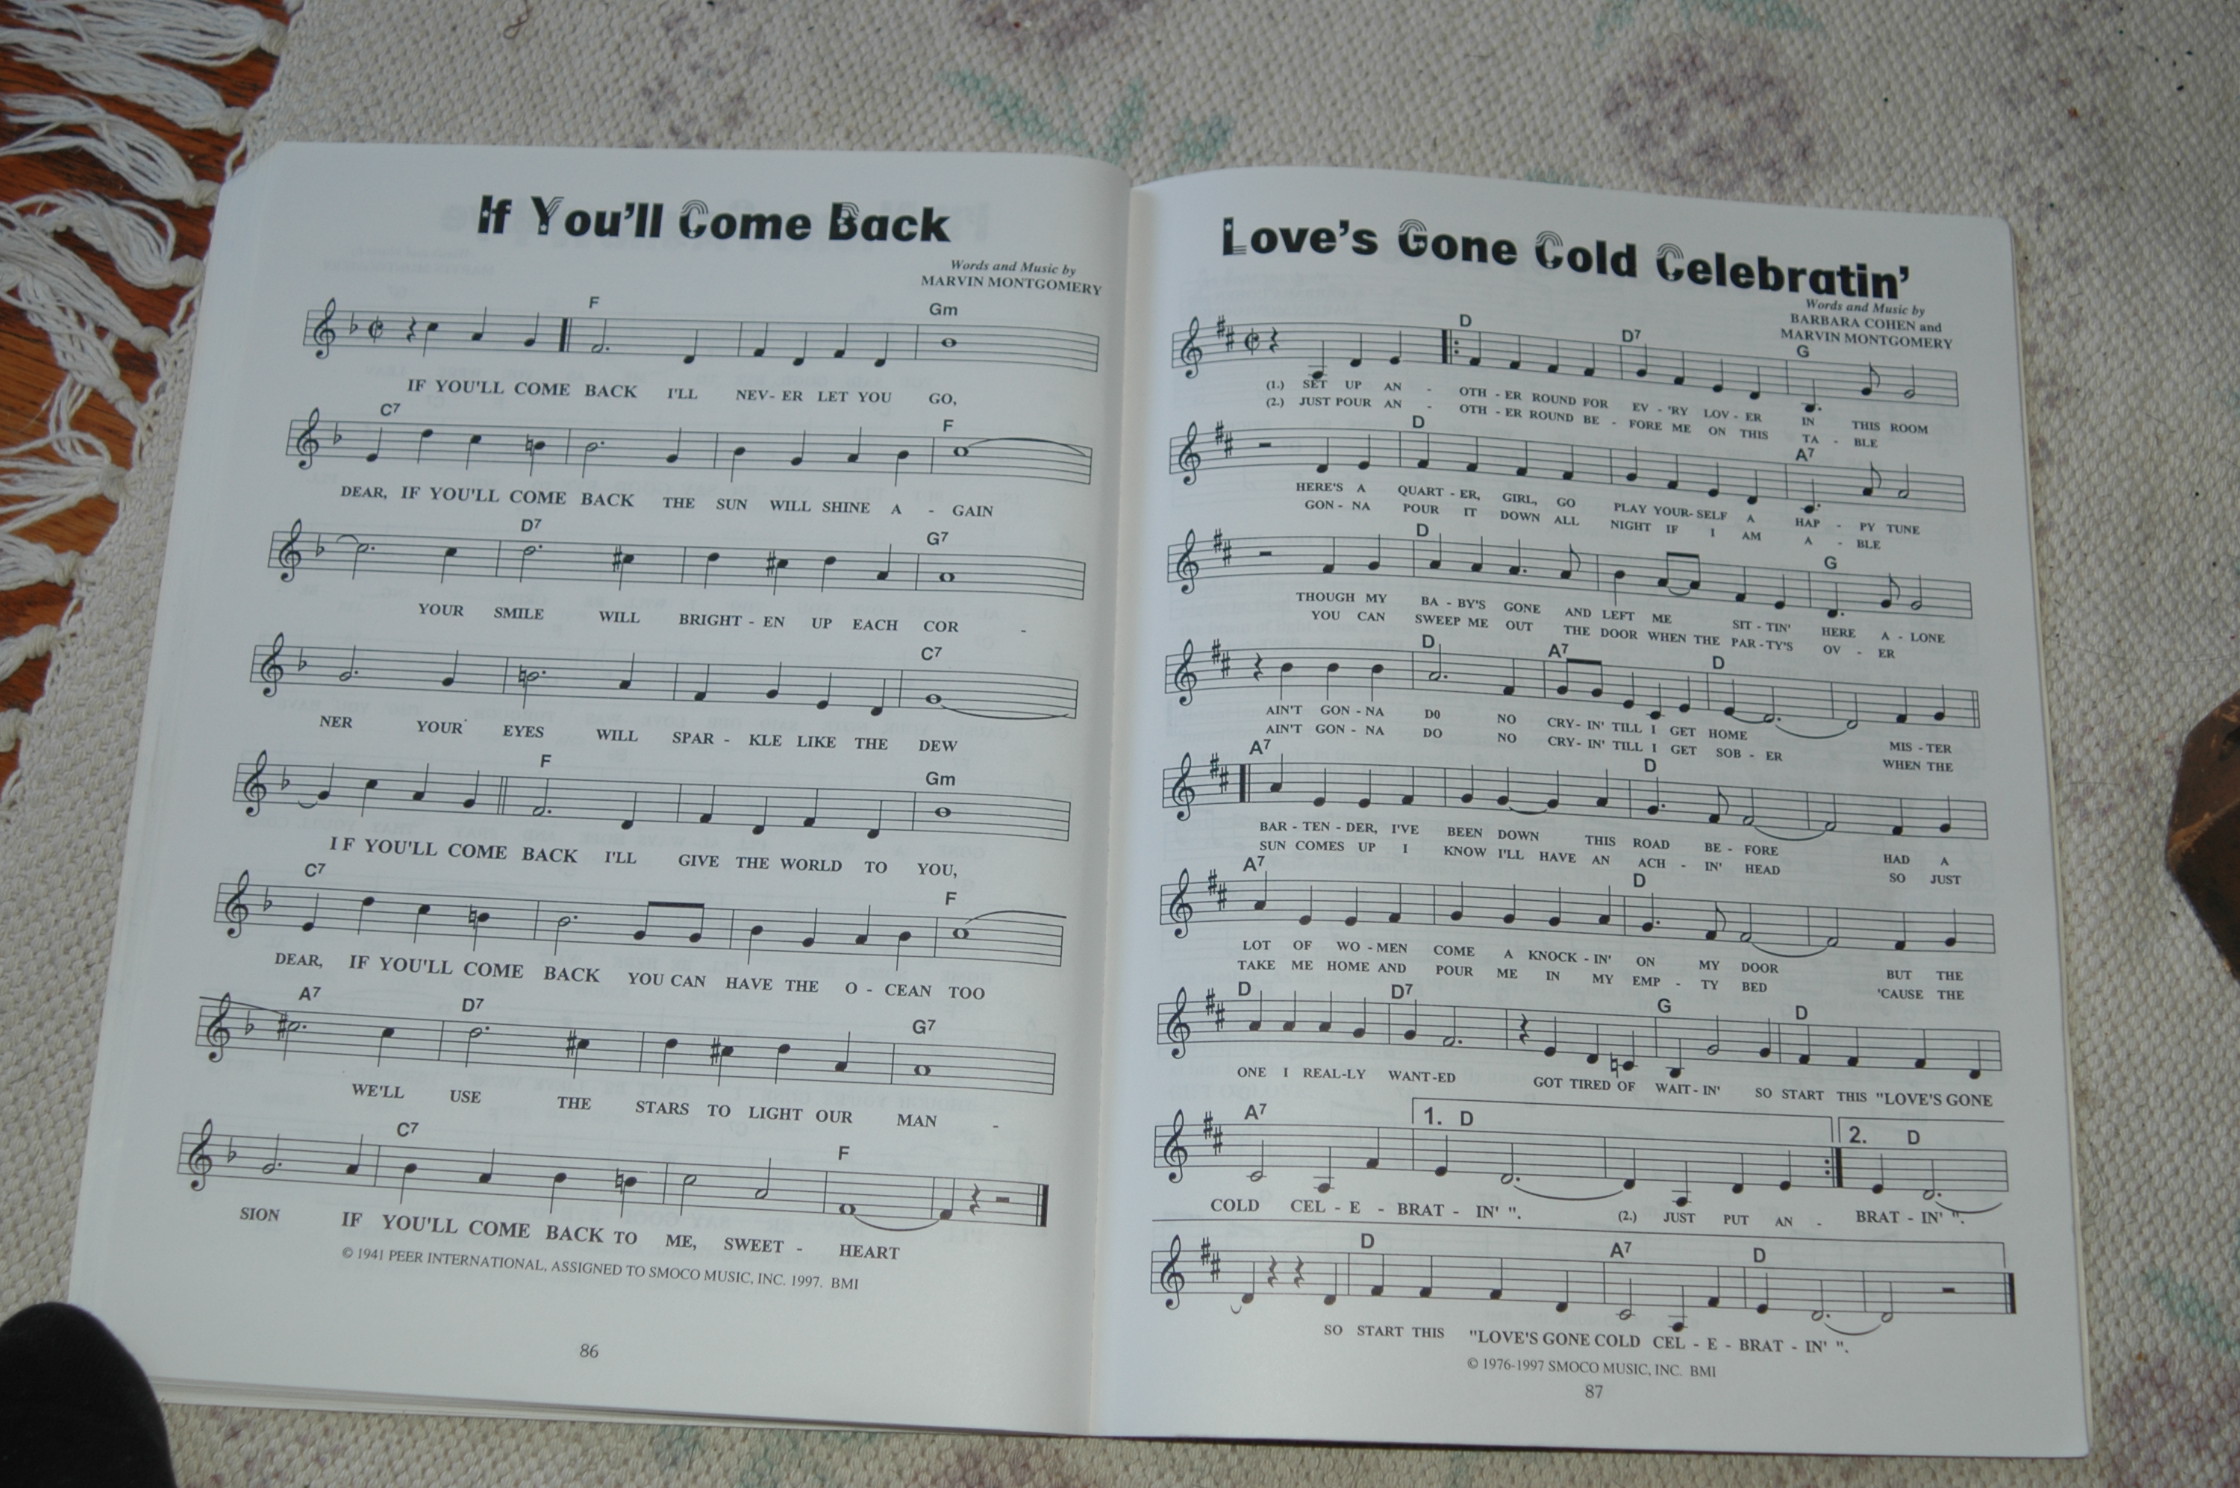 If You'll Come Back
Words and Music by
MARVIN MONTGOMERY
F Gm
IF YOU'LL COME BACK I'LL NEV- ER LET YOU GO,
C7 F
DEAR, IF YOU'LL COME BACK THE SUN WILL SHINE A - GAIN
D7 G7
YOUR SMILE WILL BRIGHT - EN UP EACH COR -
C7
NER YOUR EYES WILL SPAR - KLE LIKE THE DEW
F Gm
IF YOU'LL COME BACK I'LL GIVE THE WORLD TO YOU,
C7 F
DEAR, IF YOU'LL COME BACK YOU CAN HAVE THE O - CEAN TOO
A7 D7 G7
WE'LL USE THE STARS TO LIGHT OUR MAN -
C7 F
SION IF YOU'LL COME BACK TO ME, SWEET - HEART
© 1941 PEER INTERNATIONAL, ASSIGNED TO SMOCO MUSIC, INC. 1997. BMI
86
Love's Gone Cold Celebratin'
Words and Music by
BARBARA COHEN and
MARVIN MONTGOMERY
D D7 G
(1.) SET UP AN - OTH - ER ROUND FOR EV - 'RY LOV - ER IN THIS ROOM
(2.) JUST POUR AN - OTH - ER ROUND BE - FORE ME ON THIS TA - BLE
D A7
HERE'S A QUART - ER, GIRL, GO PLAY YOUR- SELF A HAP - PY TUNE
GON - NA POUR IT DOWN ALL NIGHT IF I AM A - BLE
D G
THOUGH MY BA - BY'S GONE AND LEFT ME SIT - TIN' HERE A - LONE
YOU CAN SWEEP ME OUT THE DOOR WHEN THE PAR - TY'S OV - ER
D A7 D
AIN'T GON - NA DO NO CRY - IN' TILL I GET HOME MIS - TER
AIN'T GON - NA DO NO CRY - IN' TILL I GET SOB - ER WHEN THE
A7 D
BAR - TEN - DER, I'VE BEEN DOWN THIS ROAD BE - FORE HAD A
SUN COMES UP I KNOW I'LL HAVE AN ACH - IN' HEAD SO JUST
A7 D
LOT OF WO - MEN COME A KNOCK - IN' ON MY DOOR BUT THE
TAKE ME HOME AND POUR ME IN MY EMP - TY BED 'CAUSE THE
D D7 G D
ONE I REAL-LY WANT-ED GOT TIRED OF WAIT - IN' SO START THIS "LOVE'S GONE
A7 1. D 2. D
COLD CEL - E - BRAT - IN' ". (2.) JUST PUT AN - BRAT - IN' ".
D A7 D
SO START THIS "LOVE'S GONE COLD CEL - E - BRAT - IN' ".
© 1976-1997 SMOCO MUSIC, INC. BMI
87